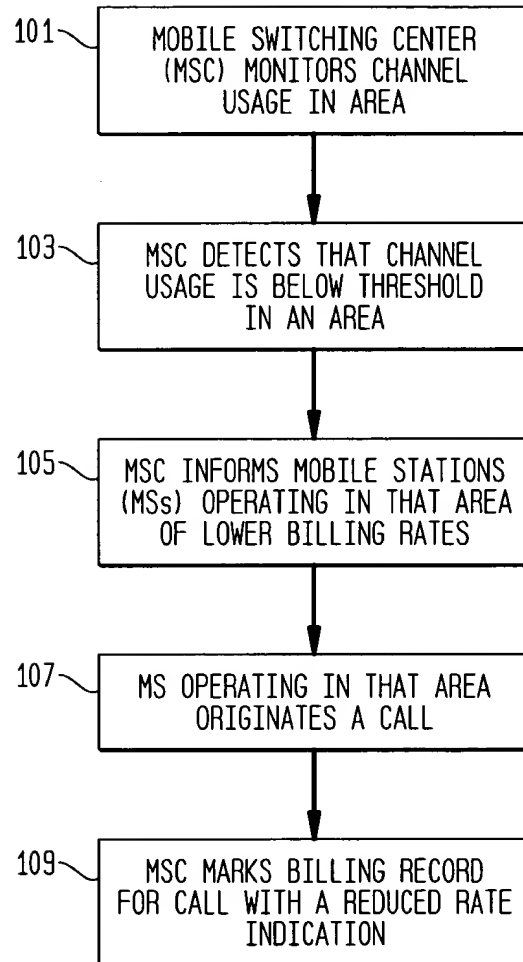 101
MOBILE SWITCHING CENTER
(MSC) MONITORS CHANNEL
USAGE IN AREA
103
MSC DETECTS THAT CHANNEL
USAGE IS BELOW THRESHOLD
IN AN AREA
105
MSC INFORMS MOBILE STATIONS
(MSs) OPERATING IN THAT AREA
OF LOWER BILLING RATES
107
MS OPERATING IN THAT AREA
ORIGINATES A CALL
109
MSC MARKS BILLING RECORD
FOR CALL WITH A REDUCED RATE
INDICATION